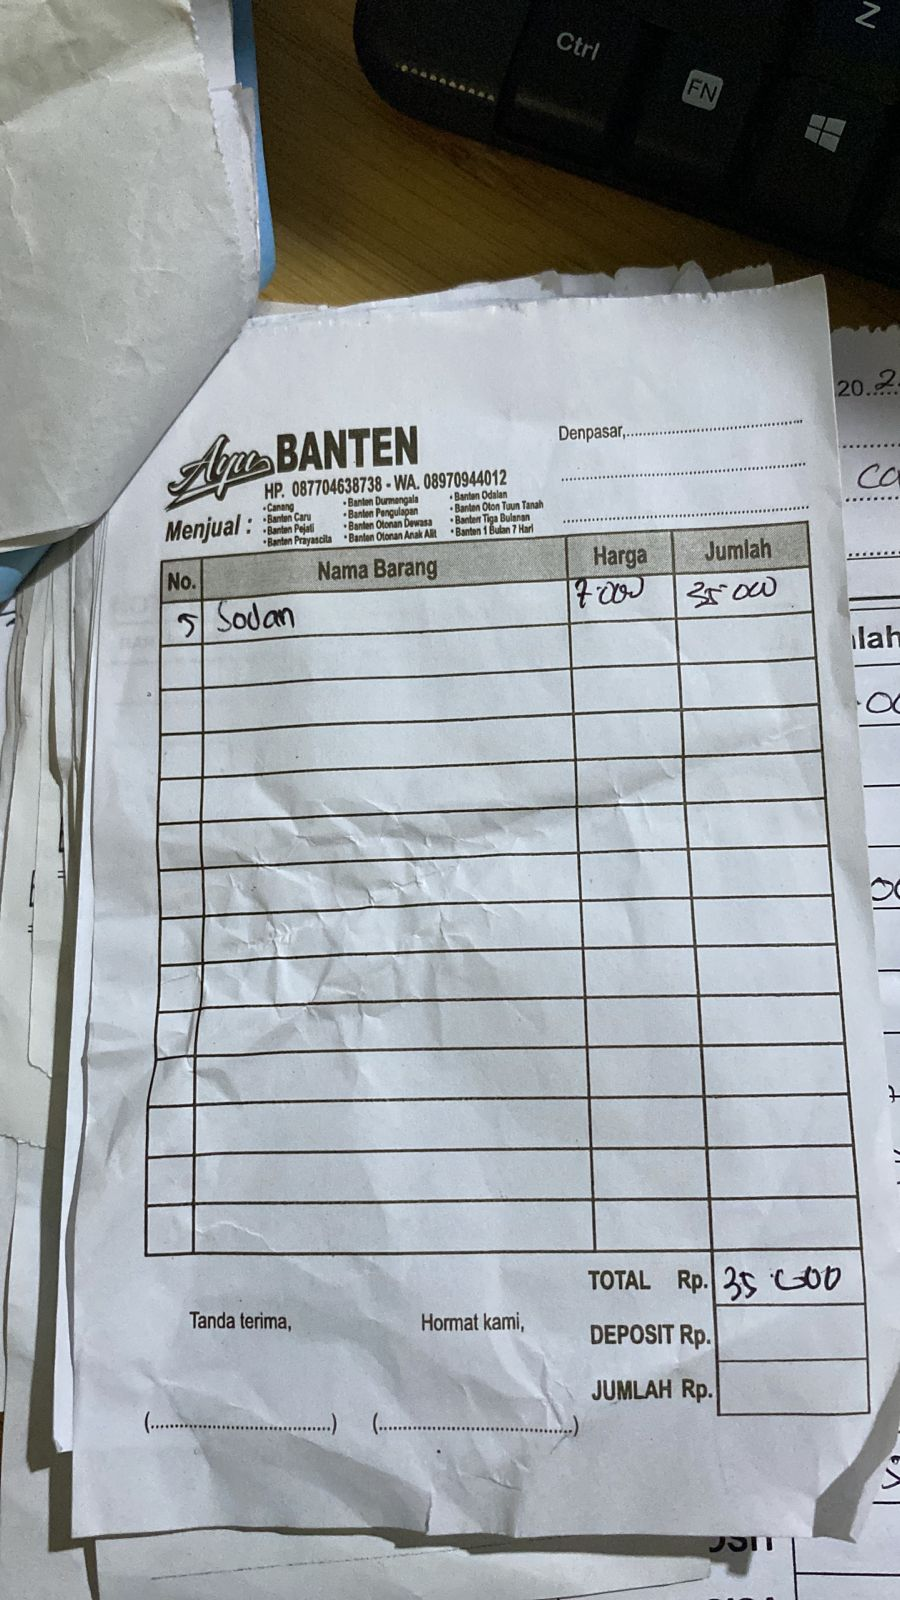 Ctrl
FN
Z
20.2
Ayu BANTEN
Denpasar,
HP. 087704638738 - WA. 08970944012
Menjual :
• Canang
• Banten Caru
• Banten Pejati
• Banten Prayascita
• Banten Durmengala
• Banten Pengulapan
• Banten Otonan Dewasa
• Banten Otonan Anak Alit
• Banten Odalan
• Banten Oton Tuun Tanah
• Banten Tiga Bulanan
• Banten 1 Bulan 7 Hari
No. Nama Barang Harga Jumlah
5 Sodan 7.000 35.000
TOTAL Rp. 35.000
Tanda terima, Hormat kami,
DEPOSIT Rp.
JUMLAH Rp.
(..................................) (..................................)